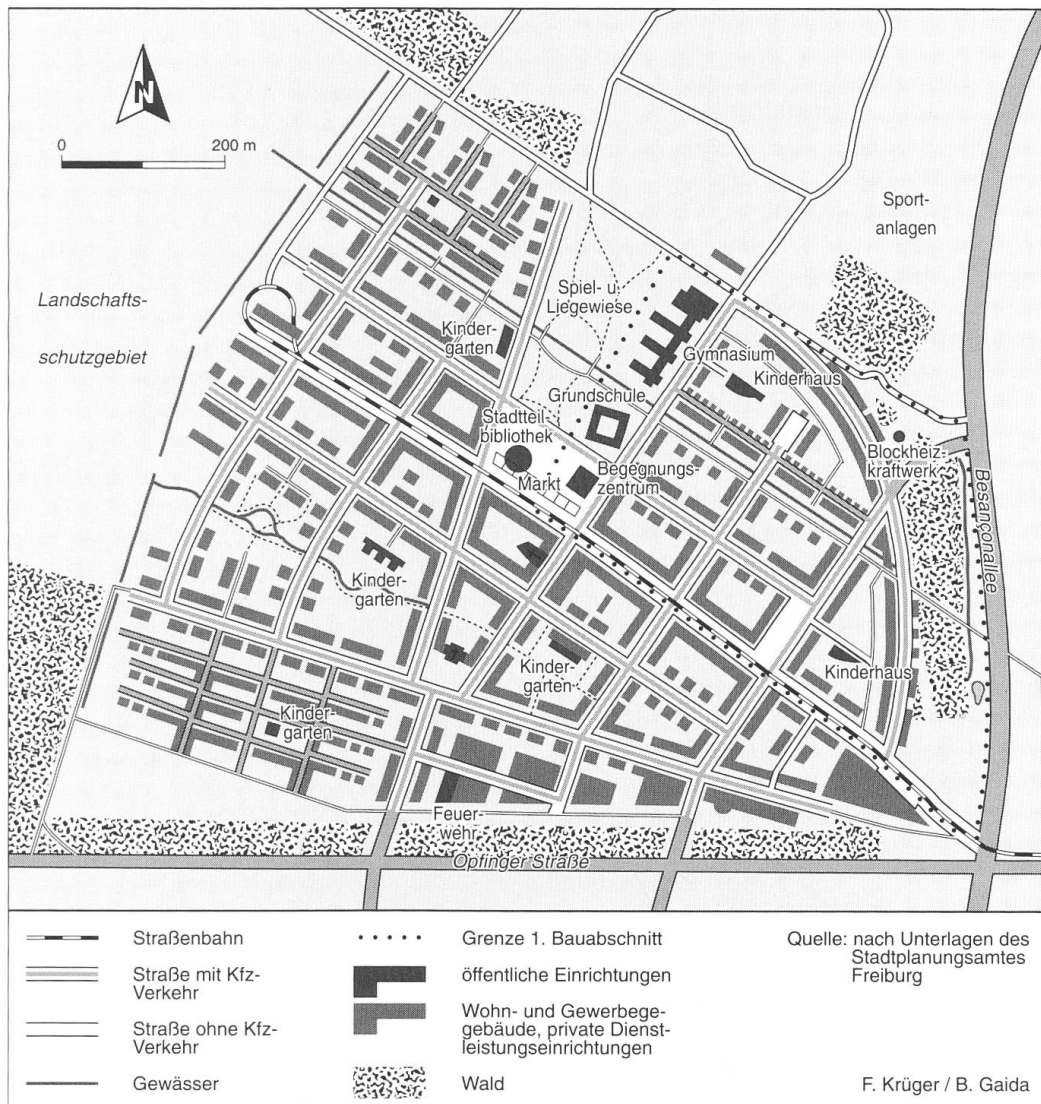 N
0 200 m
Sport-
anlagen
Landschafts-
schutzgebiet
Spiel- u.
Liegewiese
Kinder-
garten
Gymnasium
Kinderhaus
Grundschule
Stadtteil
bibliothek
Markt
Begegnungs-
zentrum
Blockheiz-
kraftwerk
Besanconallee
Kinder-
garten
Kinder-
garten
Kinderhaus
Kinder-
garten
Feuer-
wehr
Opfinger Straße
Straßenbahn
Straße mit Kfz-
Verkehr
Straße ohne Kfz-
Verkehr
Gewässer
Grenze 1. Bauabschnitt
öffentliche Einrichtungen
Wohn- und Gewerbege-
gebäude, private Dienst-
leistungseinrichtungen
Wald
Quelle: nach Unterlagen des
Stadtplanungsamtes
Freiburg
F. Krüger / B. Gaida